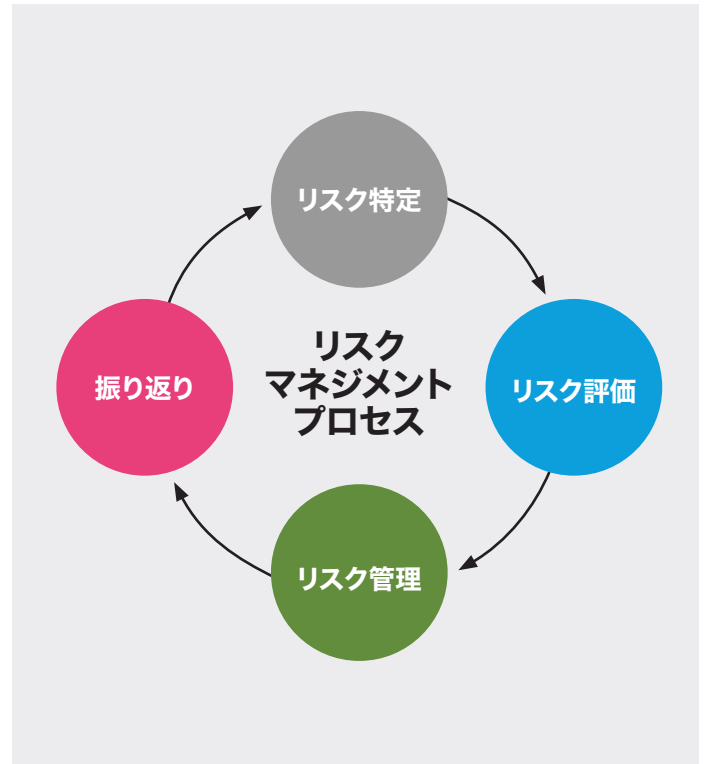 リスク特定
リスク
マネジメント
プロセス
振り返り
リスク評価
リスク管理